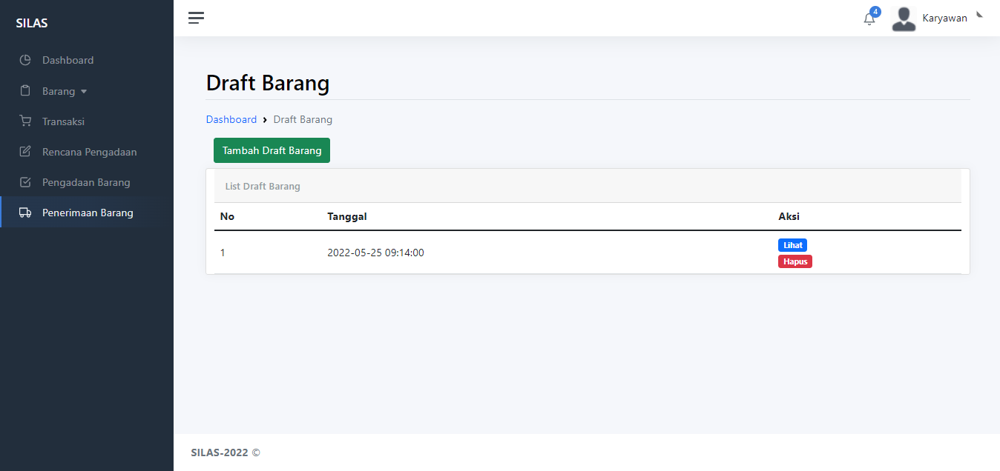 SILAS
Dashboard
Barang
Transaksi
Rencana Pengadaan
Pengadaan Barang
Penerimaan Barang
4
Karyawan
Draft Barang
Dashboard › Draft Barang
Tambah Draft Barang
List Draft Barang
No Tanggal Aksi
1 2022-05-25 09:14:00 Lihat
Hapus
SILAS-2022 ©